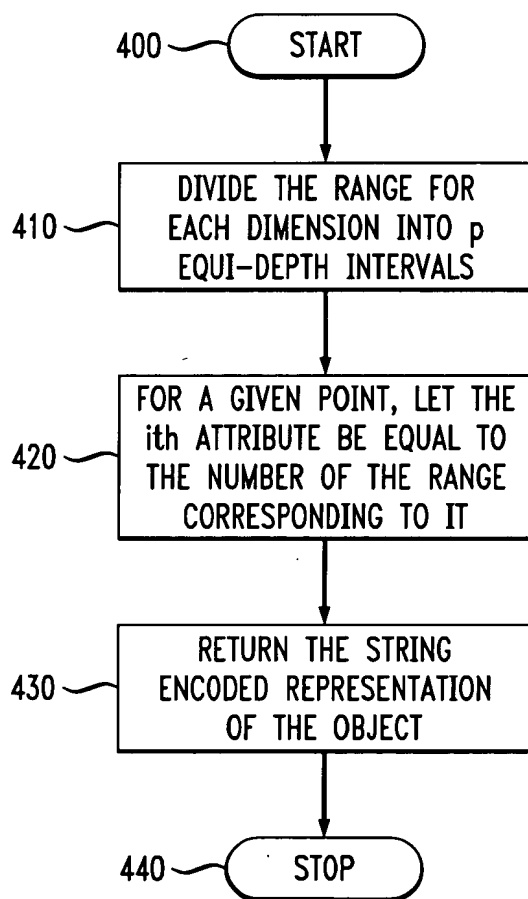 400
START
410
DIVIDE THE RANGE FOR
EACH DIMENSION INTO p
EQUI-DEPTH INTERVALS
420
FOR A GIVEN POINT, LET THE
ith ATTRIBUTE BE EQUAL TO
THE NUMBER OF THE RANGE
CORRESPONDING TO IT
430
RETURN THE STRING
ENCODED REPRESENTATION
OF THE OBJECT
440
STOP